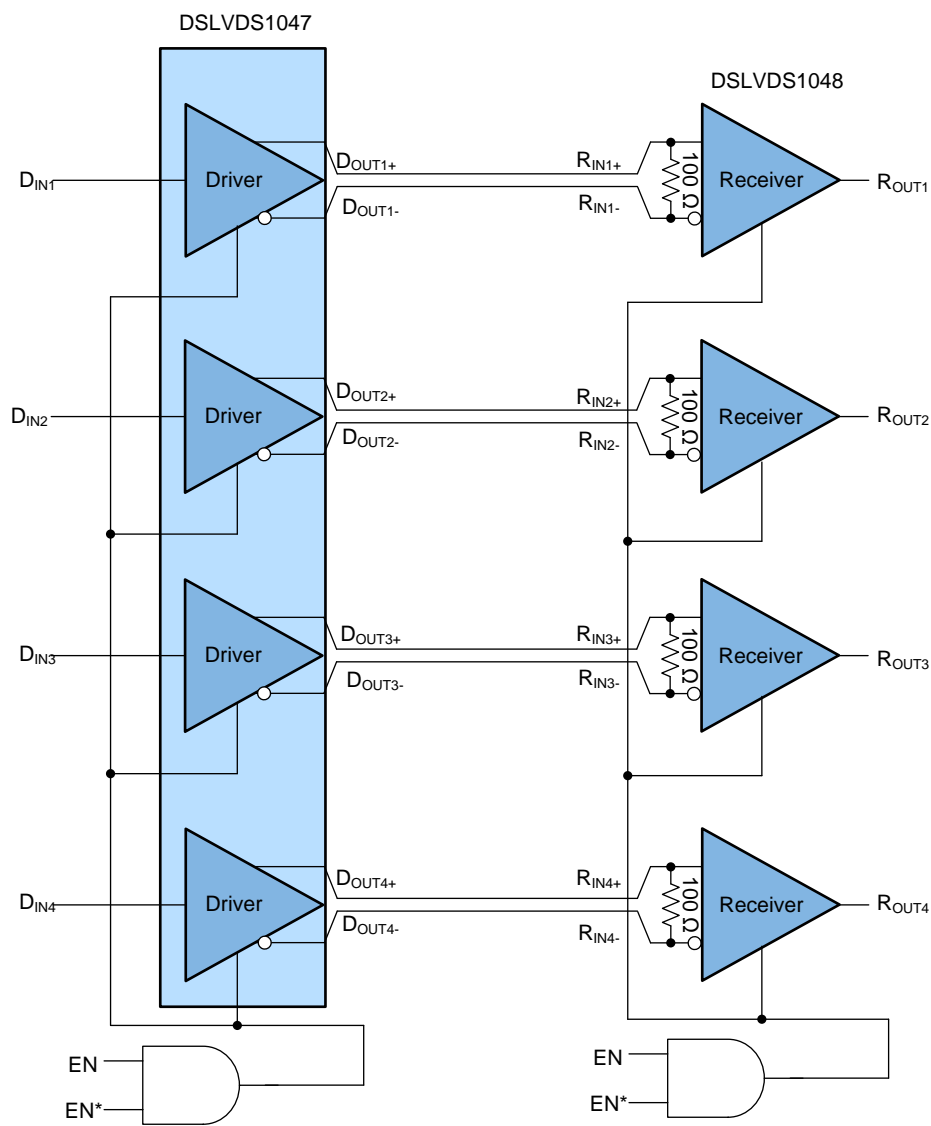 DSLVDS1047
DSLVDS1048
DIN1
Driver
DOUT1+
DOUT1-
RIN1+
RIN1-
100 Ω
Receiver
ROUT1
DIN2
Driver
DOUT2+
DOUT2-
RIN2+
RIN2-
100 Ω
Receiver
ROUT2
DIN3
Driver
DOUT3+
DOUT3-
RIN3+
RIN3-
100 Ω
Receiver
ROUT3
DIN4
Driver
DOUT4+
DOUT4-
RIN4+
RIN4-
100 Ω
Receiver
ROUT4
EN
EN*
EN
EN*